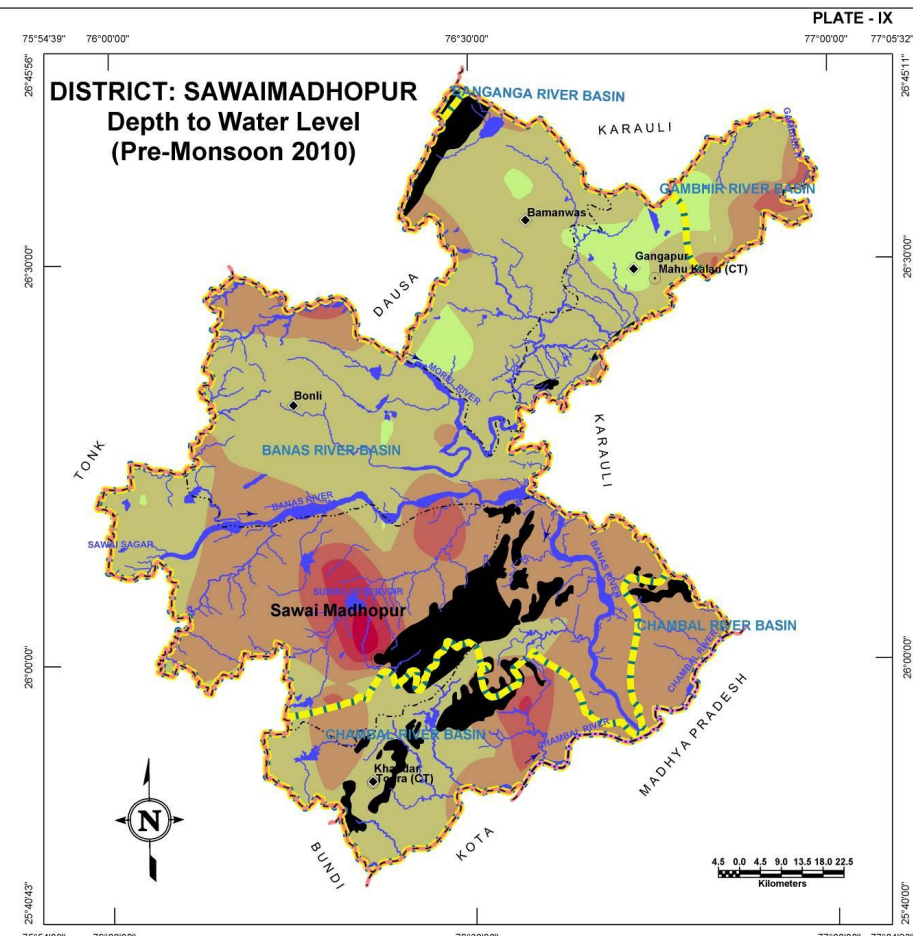 PLATE - IX
75°54'39" 76°00'00" 76°30'00" 77°00'00" 77°05'32"
26°45'56"
26°45'11"
DISTRICT: SAWAIMADHOPUR
Depth to Water Level
(Pre-Monsoon 2010)
BANGANGA RIVER BASIN
KARAULI
GAMBHIR
GAMBHIR RIVER BASIN
Bamanwas
Gangapur
Mahu Kalan (CT)
26°30'00"
26°30'00"
DAUSA
MOREL RIVER
Bonli
KARAULI
TONK
BANAS RIVER BASIN
BANAS RIVER
SAWAI SAGAR
BANAS RIVER
Sawai Madhopur
CHAMBAL RIVER BASIN
CHAMBAL RIVER
26°00'00"
26°00'00"
CHAMBAL RIVER BASIN
CHAMBAL RIVER
MADHYA PRADESH
Khandar
(CT)
N
BUNDI
KOTA
4.5 0.0 4.5 9.0 13.5 18.0 22.5
Kilometers
25°40'43"
25°40'00"